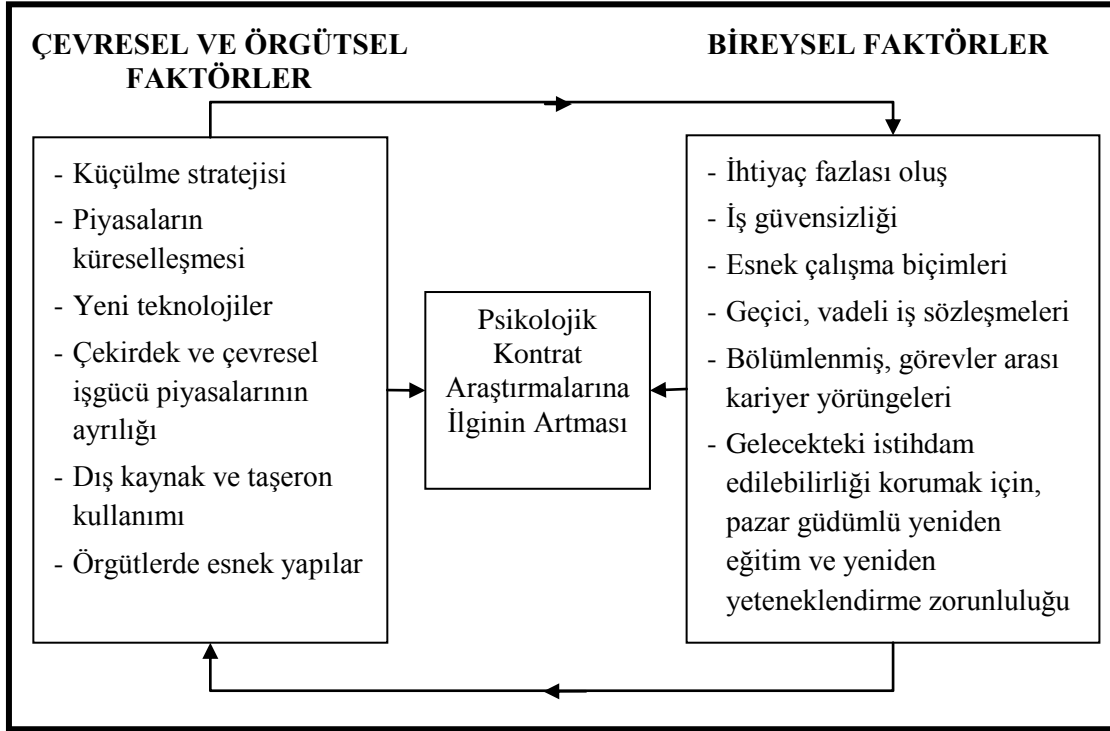 ÇEVRESEL VE ÖRGÜTSEL
FAKTÖRLER
- Küçülme stratejisi
- Piyasaların
küreselleşmesi
- Yeni teknolojiler
- Çekirdek ve çevresel
işgücü piyasalarının
ayrılığı
- Dış kaynak ve taşeron
kullanımı
- Örgütlerde esnek yapılar
Psikolojik
Kontrat
Araştırmalarına
İlginin Artması
BİREYSEL FAKTÖRLER
- İhtiyaç fazlası oluş
- İş güvensizliği
- Esnek çalışma biçimleri
- Geçici, vadeli iş sözleşmeleri
- Bölümlenmiş, görevler arası
kariyer yörüngeleri
- Gelecekteki istihdam
edilebilirliği korumak için,
pazar güdümlü yeniden
eğitim ve yeniden
yeteneklendirme zorunluluğu